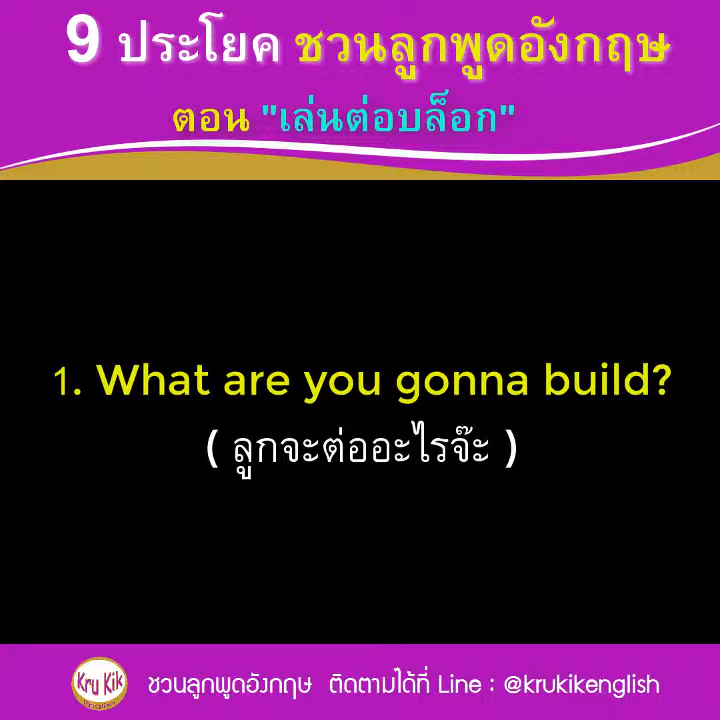 9 ประโยค ชวนลูกพูดอังกฤษ
ตอน "เล่นต่อบล็อก"
1. What are you gonna build?
( ลูกจะต่ออะไรจ๊ะ )
Kru Kik
English
ชวนลูกพูดอังกฤษ ติดตามได้ที่ Line : @krukikenglish